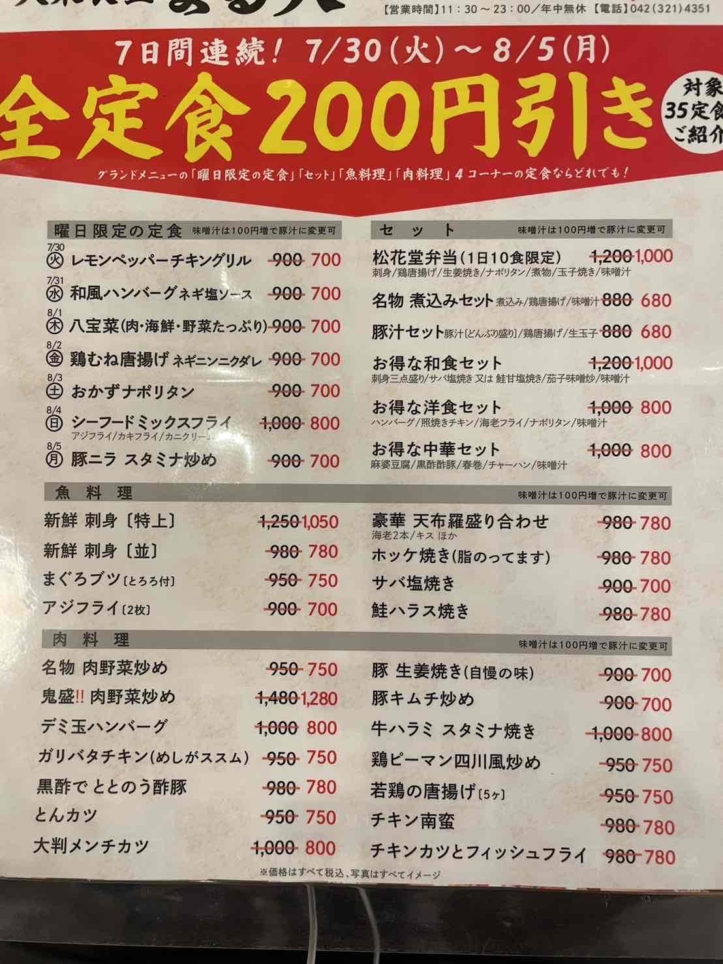 【営業時間】11：30～23：00／年中無休 【電話】042(321)4351
7日間連続! 7/30(火)～8/5(月)
全定食200円引き
対象
35定食
ご紹介
グランドメニューの「曜日限定の定食」「セット」「魚料理」「肉料理」4コーナーの定食ならどれでも!
曜日限定の定食 味噌汁は100円増で豚汁に変更可
7/30
火 レモンペッパーチキングリル 900 700
7/31
水 和風ハンバーグ ネギ塩ソース 900 700
8/1
木 八宝菜(肉・海鮮・野菜たっぷり) 900 700
8/2
金 鶏むね唐揚げ ネギニンニクダレ 900 700
8/3
土 おかずナポリタン 900 700
8/4
日 シーフードミックスフライ 1,000 800
アジフライ/カキフライ/カニクリー
8/5
月 豚ニラ スタミナ炒め 900 700
セット 味噌汁は100円増で豚汁に変更可
松花堂弁当(1日10食限定) 1,200 1,000
刺身/鶏唐揚げ/生姜焼き/ナポリタン/煮物/玉子焼き/味噌汁
名物 煮込みセット 煮込み/鶏唐揚げ/味噌汁 880 680
豚汁セット 豚汁[どんぶり盛り]/鶏唐揚げ/生玉子 880 680
お得な和食セット 1,200 1,000
刺身三点盛り/サバ塩焼き 又は 鮭甘塩焼き/茄子味噌炒め/味噌汁
お得な洋食セット 1,000 800
ハンバーグ/照焼きチキン/海老フライ/ナポリタン/味噌汁
お得な中華セット 1,000 800
麻婆豆腐/黒酢酢豚/春巻/チャーハン/味噌汁
魚料理 味噌汁は100円増で豚汁に変更可
新鮮 刺身〔特上〕 1,250 1,050
新鮮 刺身〔並〕 980 780
まぐろブツ〔とろろ付〕 950 750
アジフライ〔2枚〕 900 700
豪華 天布羅盛り合わせ 980 780
海老2本/キス ほか
ホッケ焼き(脂のってます) 980 780
サバ塩焼き 900 700
鮭ハラス焼き 980 780
肉料理 味噌汁は100円増で豚汁に変更可
名物 肉野菜炒め 950 750
鬼盛!! 肉野菜炒め 1,480 1,280
デミ玉ハンバーグ 1,000 800
ガリバタチキン(めしがススム) 950 750
黒酢で ととのう酢豚 980 780
とんカツ 950 750
大判メンチカツ 1,000 800
豚 生姜焼き(自慢の味) 900 700
豚キムチ炒め 900 700
牛ハラミ スタミナ焼き 1,000 800
鶏ピーマン四川風炒め 950 750
若鶏の唐揚げ〔5ヶ〕 950 750
チキン南蛮 980 780
チキンカツとフィッシュフライ 980 780
※価格はすべて税込、写真はすべてイメージ